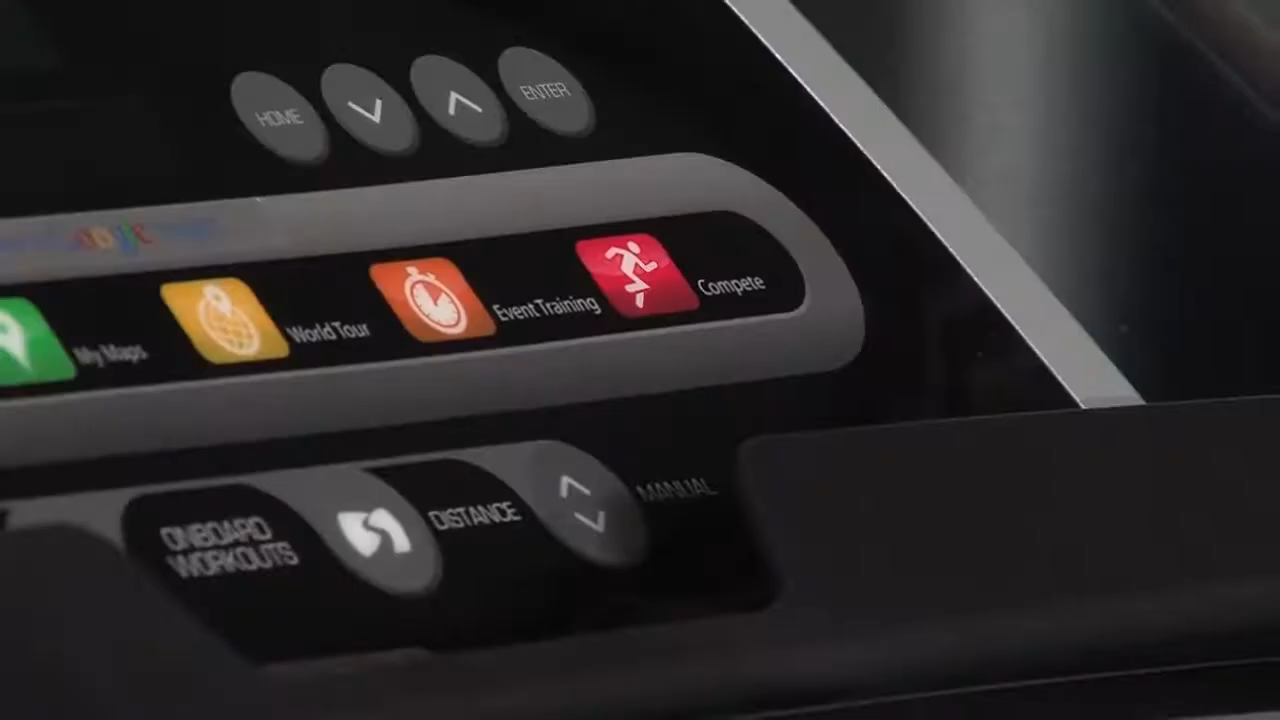 HOME
ENTER
My Maps
World Tour
Event Training
Compete
ONBOARD
WORKOUTS
DISTANCE
MANUAL